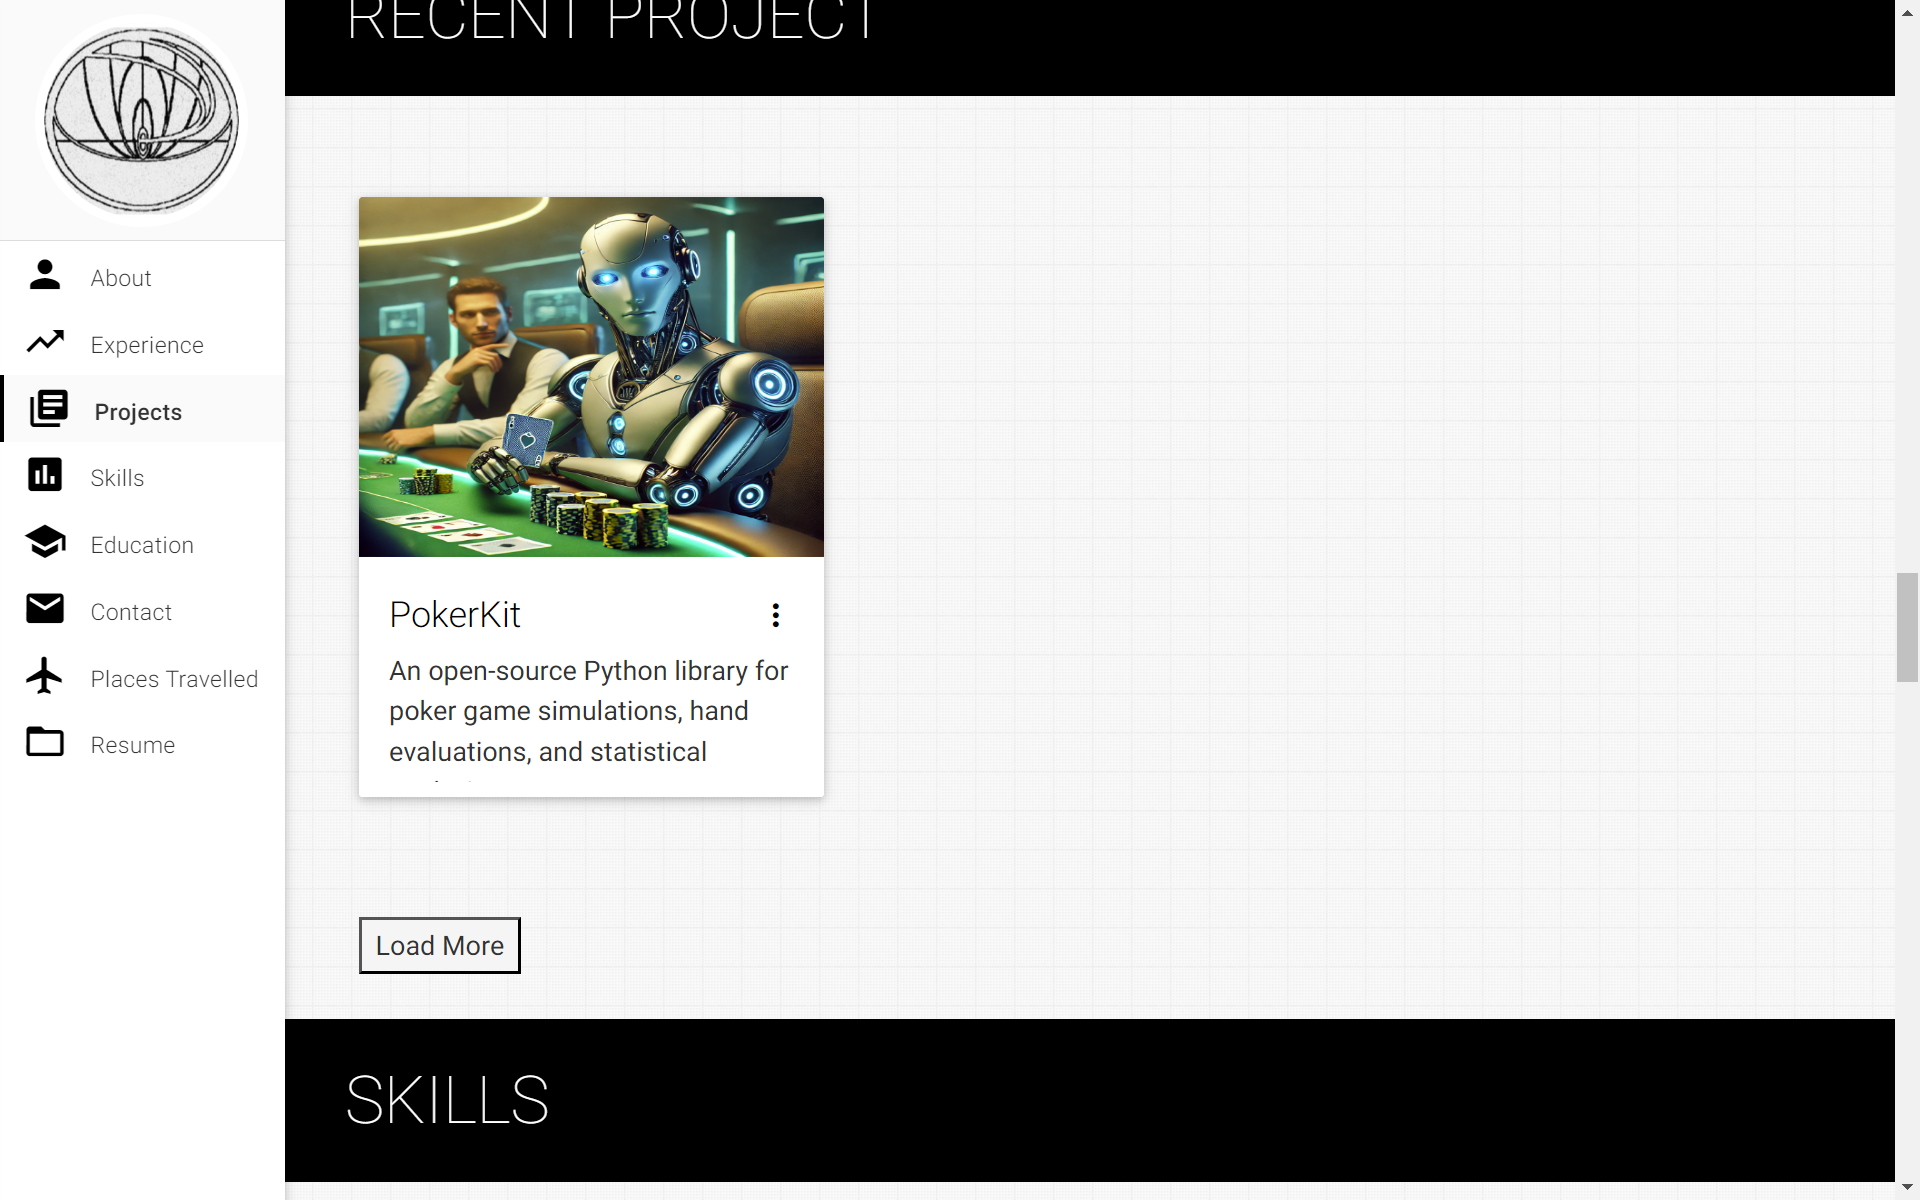 RECENT PROJECT
About
Experience
Projects
Skills
Education
Contact
Places Travelled
Resume
PokerKit
An open-source Python library for
poker game simulations, hand
evaluations, and statistical
Load More
SKILLS